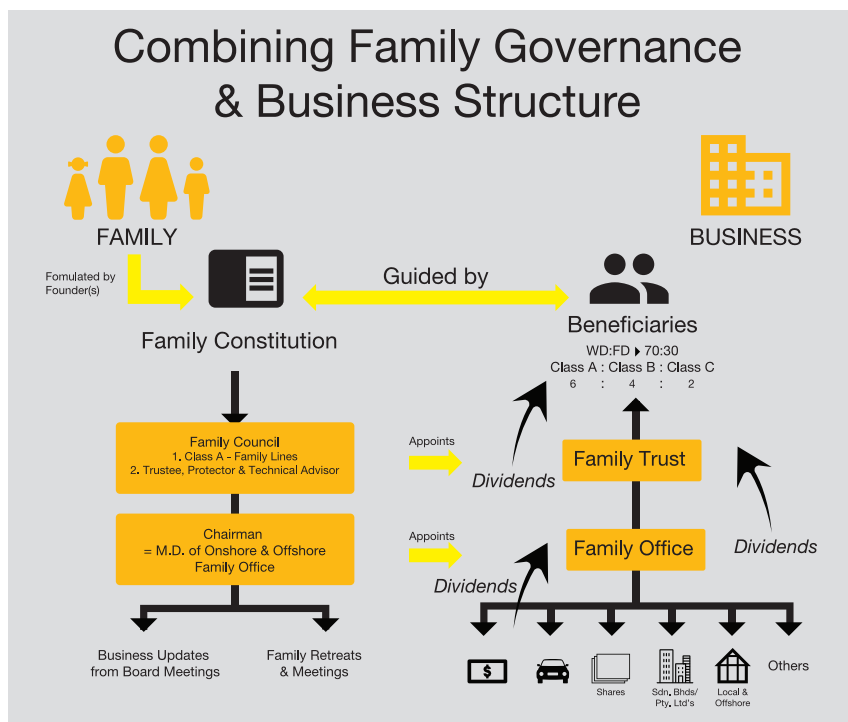 Combining Family Governance
& Business Structure
FAMILY
BUSINESS
Fomulated by
Founder(s)
Guided by
Family Constitution
Beneficiaries
WD:FD ▶ 70:30
Class A : Class B : Class C
6 : 4 : 2
Family Council
1. Class A - Family Lines
2. Trustee, Protector & Technical Advisor
Appoints
Dividends
Family Trust
Chairman
= M.D. of Onshore & Offshore
Family Office
Appoints
Dividends
Family Office
Dividends
Business Updates
from Board Meetings
Family Retreats
& Meetings
$
Shares
Sdn. Bhds/
Pty. Ltd's
Local &
Offshore
Others